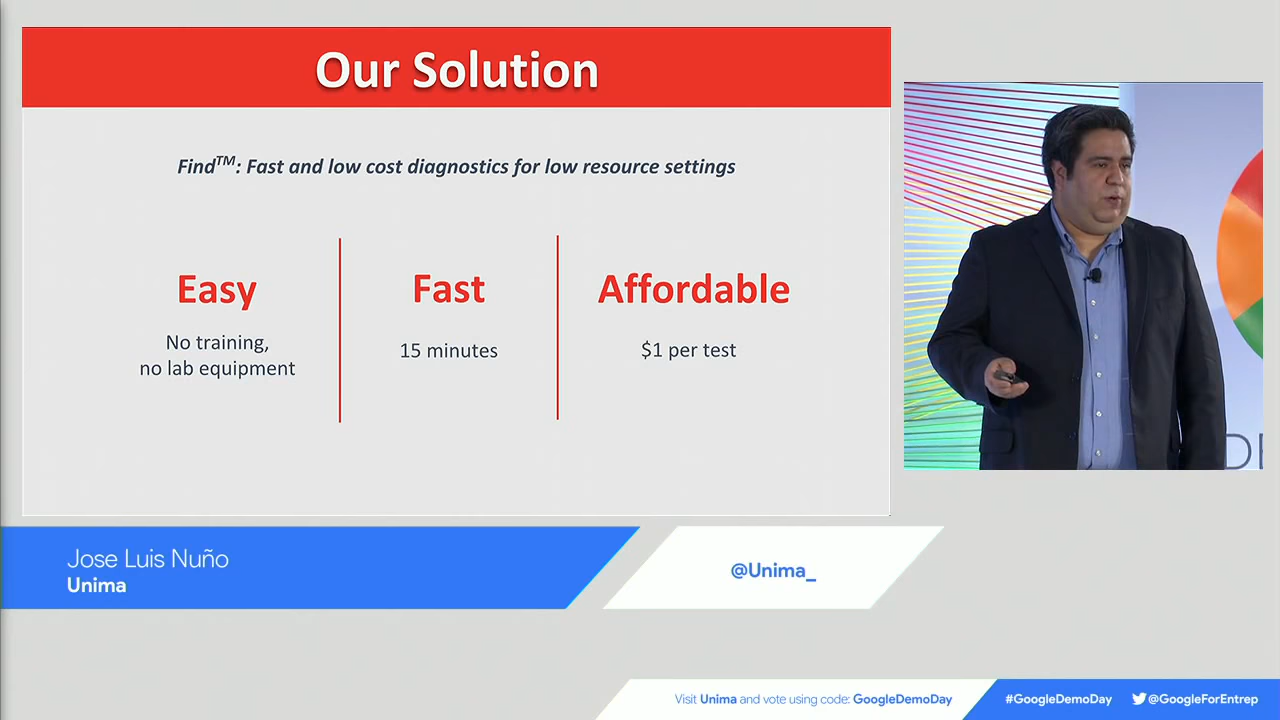 Our Solution
Find™: Fast and low cost diagnostics for low resource settings
Easy
No training,
no lab equipment
Fast
15 minutes
Affordable
$1 per test
Jose Luis Nuño
Unima
@Unima_
Visit Unima and vote using code: GoogleDemoDay
#GoogleDemoDay
@GoogleForEntrep